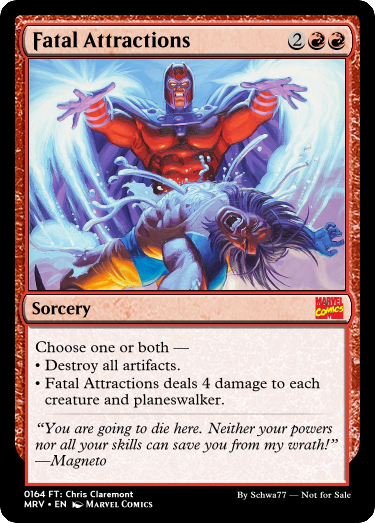 Fatal Attractions 2
Sorcery
MARVEL
COMICS
Choose one or both —
• Destroy all artifacts.
• Fatal Attractions deals 4 damage to each
creature and planeswalker.
“You are going to die here. Neither your powers
nor all your skills can save you from my wrath!”
—Magneto
0164 FT: Chris Claremont
MRV • EN Marvel Comics
By Schwa77 — Not for Sale